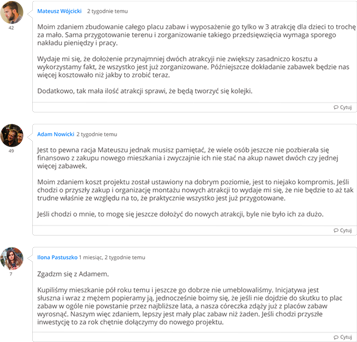 Mateusz Wójcicki 2 tygodnie temu
Moim zdaniem zbudowanie całego placu zabaw i wyposażenie go tylko w 3 atrakcje dla dzieci to trochę
za mało. Sama przygotowanie terenu i zorganizowanie takiego przedsięwzięcia wymaga sporego
nakładu pieniędzy i pracy.
Wydaje mi się, że dołożenie przynajmniej dwóch atrakcji nie zwiększy zasadniczo kosztu a
wykorzystamy fakt, że wszystko jest już zorganizowane. Późniejsze dokładanie zabawek będzie nas
więcej kosztowało niż jakby to zrobić teraz.
Dodatkowo, tak mała ilość atrakcji sprawi, że będą tworzyć się kolejki.
42
Cytuj
Adam Nowicki 2 tygodnie temu
Jest to pewna racja Mateuszu jednak musisz pamiętać, że wiele osób jeszcze nie pozbierała się
finansowo z zakupu nowego mieszkania i zwyczajnie ich nie stać na akup nawet dwóch czy jednej
więcej zabawek.
Moim zdaniem koszt projektu został ustawiony na dobrym poziomie, jest to niejako kompromis. Jeśli
chodzi o przyszły zakup i organizację montażu nowych atrakcji to wydaje mi się, że nie będzie to aż tak
trudne właśnie ze względu na to, że praktycznie wszystko jest już przygotowane.
Jeśli chodzi o mnie, to mogę się jeszcze dołożyć do nowych atrakcji, byle nie było ich za dużo.
Cytuj
Ilona Pastuszko 1 miesiąc, 2 tygodnie temu
7
Zgadzm się z Adamem.
Kupiliśmy mieszkanie pół roku temu i jeszcze go dobrze nie umeblowaliśmy. Inicjatywa jest
słuszna i wraz z mężem popieramy ją, jednocześnie boimy się, że jeśli nie dojdzie do skutku to plac
zabaw w ogóle nie powstanie przez najbliższe lata, a nasza córeczka zdąży już z placów zabaw
wyrosnąć. Naszym więc zdaniem, lepszy jest mały plac zabaw niż żaden. Jeśli chodzi przyszłe
inwestycję to za rok chętnie dołączymy do nowego projektu.
Cytuj